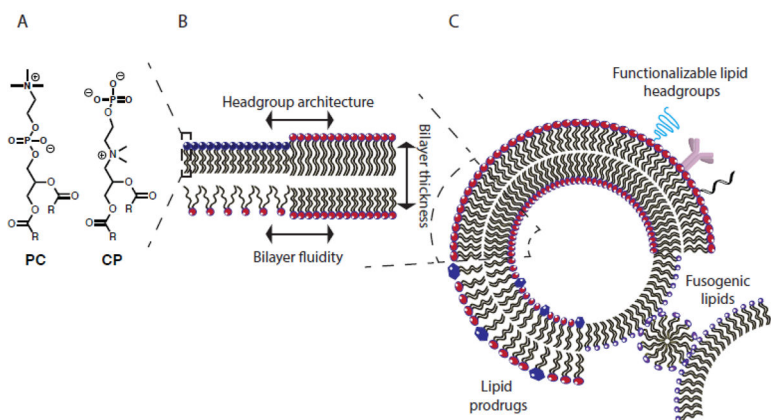 A
B
C
N
⊕
O
O
O-P-O
⊖
O
O
O
O
O
R
R
PC
⊖
O
O-P-O
⊖
O
⊕
N
O
O
O
O
R
R
CP
Headgroup architecture
Bilayer thickness
Bilayer fluidity
Functionalizable lipid
headgroups
Fusogenic
lipids
Lipid
prodrugs